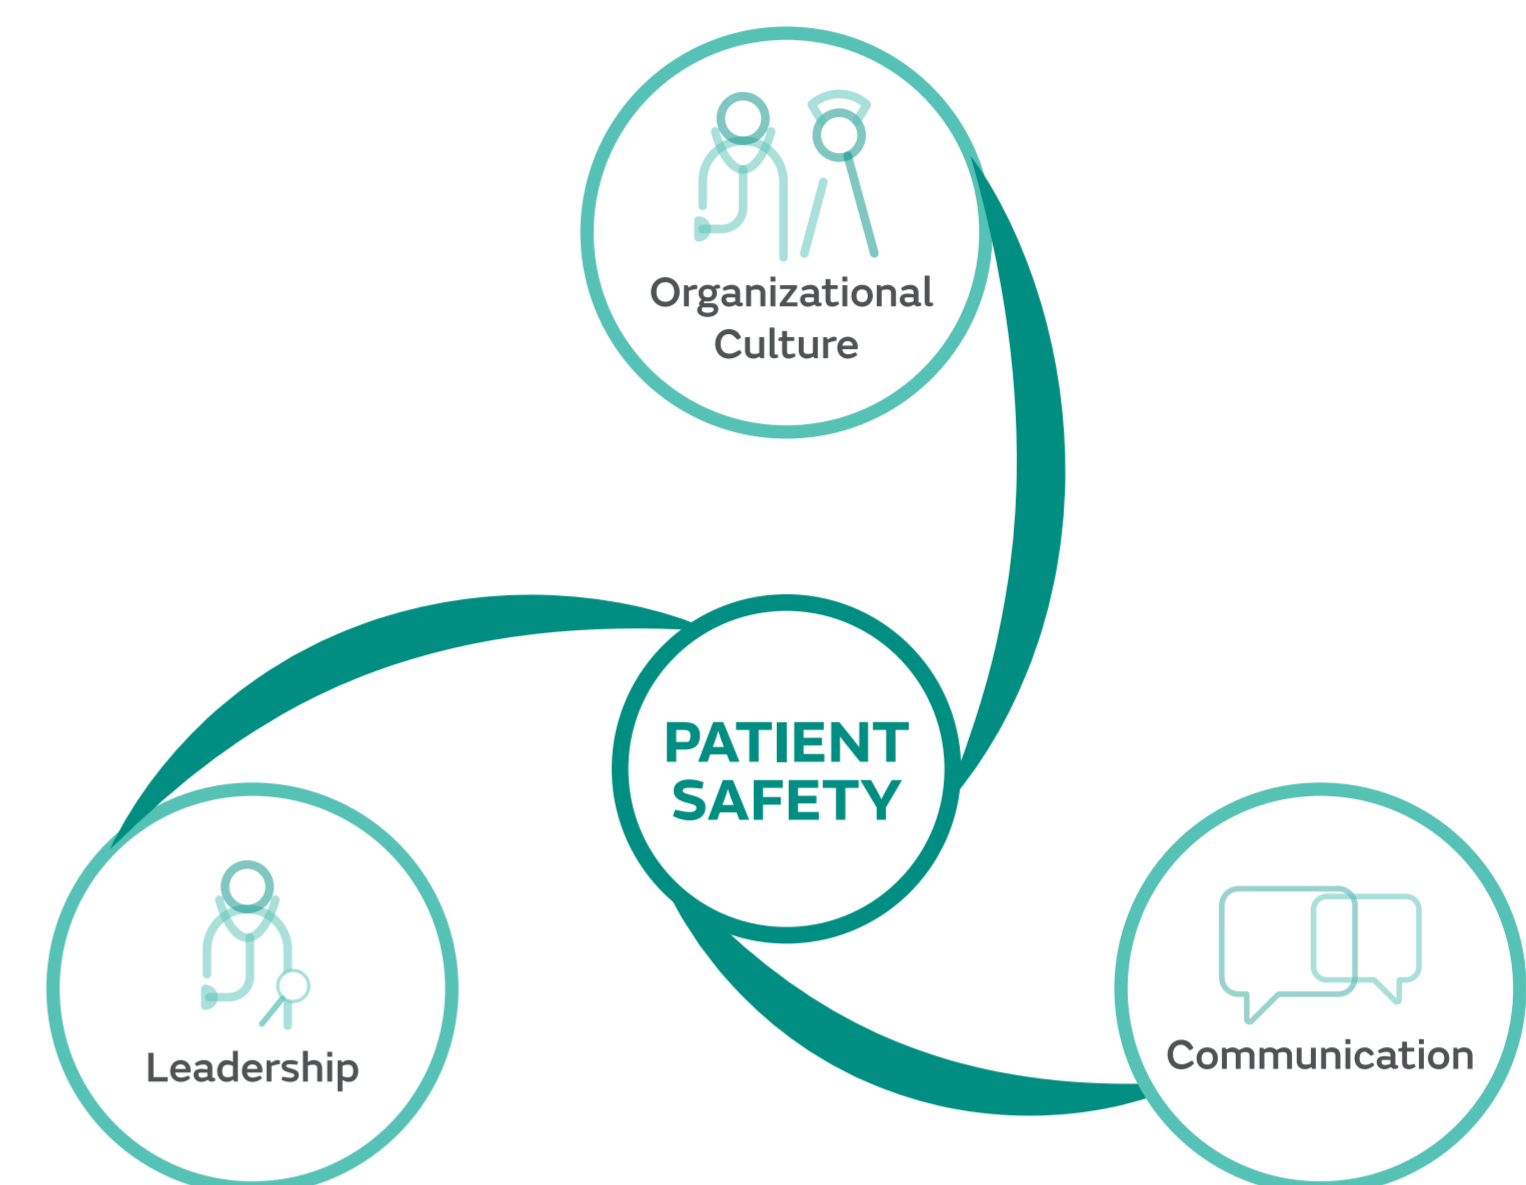 Organizational
Culture
PATIENT
SAFETY
Leadership
Communication